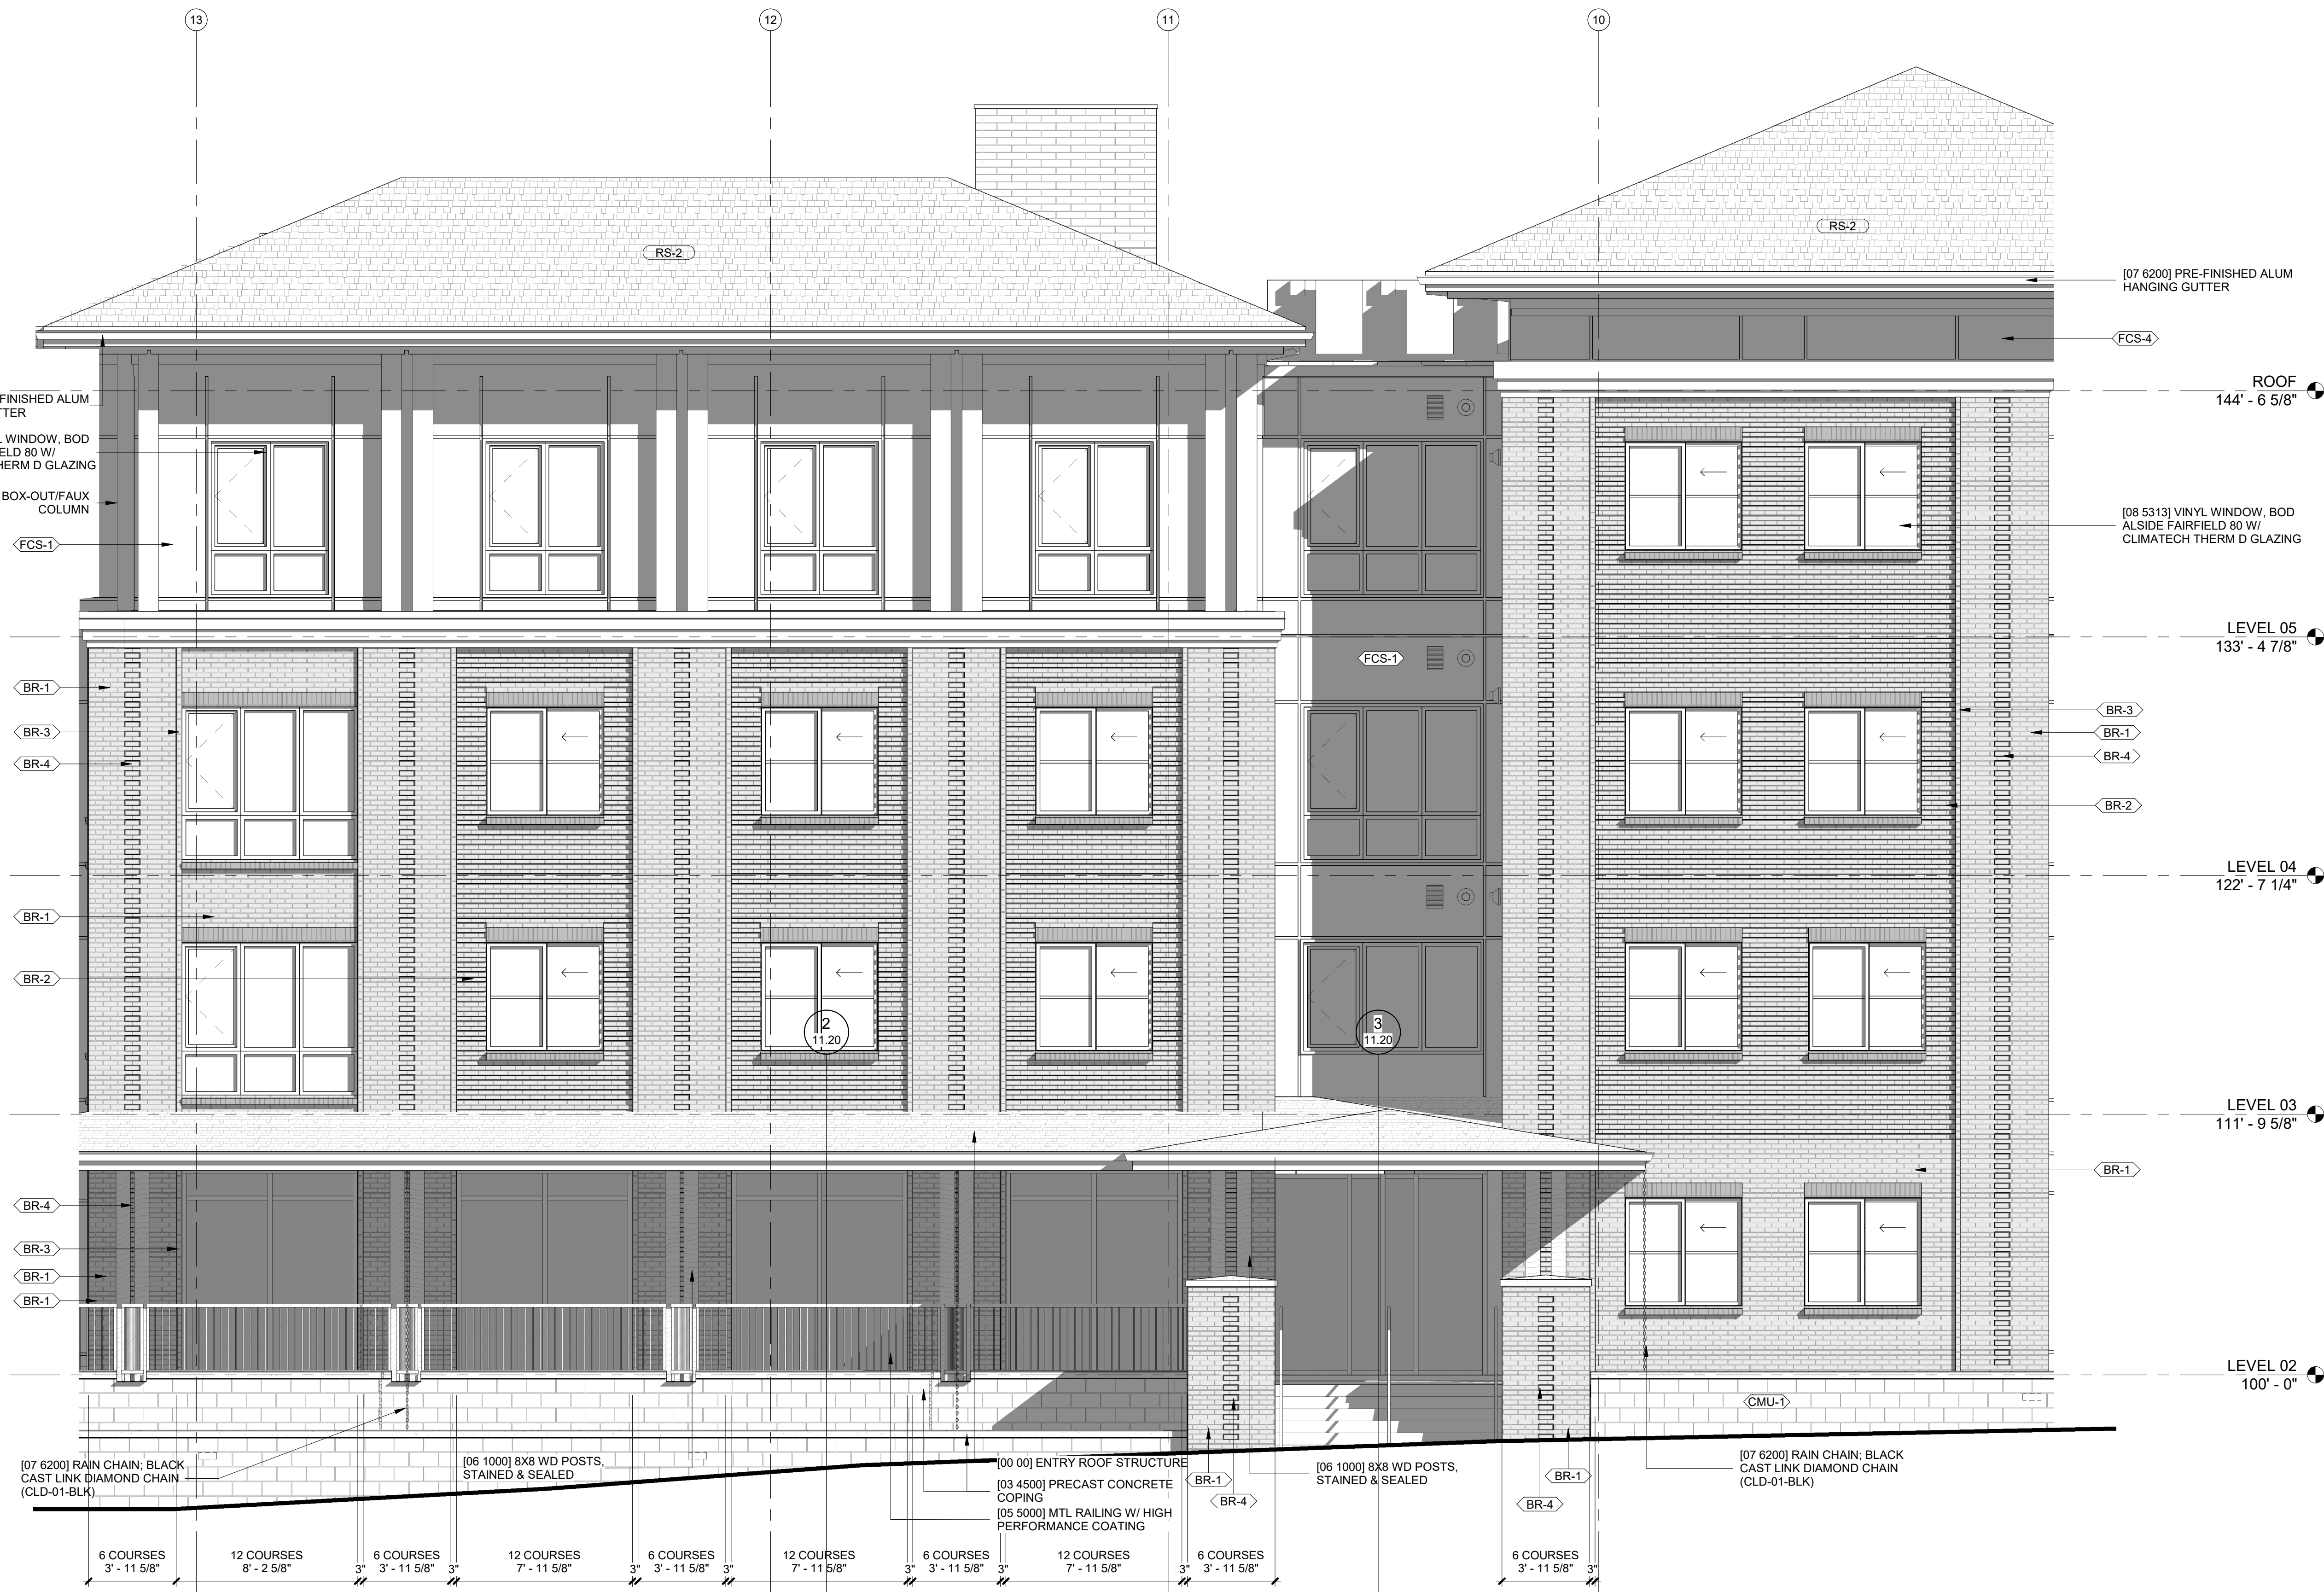 13
12
11
10
RS-2
RS-2
[07 6200] PRE-FINISHED ALUM
HANGING GUTTER
FCS-4
ROOF
144' - 6 5/8"
FINISHED ALUM
TTER
L WINDOW, BOD
ELD 80 W/
HERM D GLAZING
BOX-OUT/FAUX
COLUMN
FCS-1
[08 5313] VINYL WINDOW, BOD
ALSIDE FAIRFIELD 80 W/
CLIMATECH THERM D GLAZING
LEVEL 05
133' - 4 7/8"
FCS-1
BR-1
BR-3
BR-4
BR-3
BR-1
BR-4
BR-2
LEVEL 04
122' - 7 1/4"
BR-1
BR-2
2
11.20
3
11.20
LEVEL 03
111' - 9 5/8"
BR-1
BR-4
BR-3
BR-1
BR-1
LEVEL 02
100' - 0"
CMU-1
[07 6200] RAIN CHAIN; BLACK
CAST LINK DIAMOND CHAIN
(CLD-01-BLK)
[06 1000] 8X8 WD POSTS,
STAINED & SEALED
[00 00] ENTRY ROOF STRUCTURE
[03 4500] PRECAST CONCRETE
COPING
[05 5000] MTL RAILING W/ HIGH
PERFORMANCE COATING
BR-1
BR-4
[06 1000] 8X8 WD POSTS,
STAINED & SEALED
BR-1
BR-4
[07 6200] RAIN CHAIN; BLACK
CAST LINK DIAMOND CHAIN
(CLD-01-BLK)
6 COURSES
3' - 11 5/8"
12 COURSES
8' - 2 5/8"
3"
6 COURSES
3' - 11 5/8"
3"
12 COURSES
7' - 11 5/8"
3"
6 COURSES
3' - 11 5/8"
3"
12 COURSES
7' - 11 5/8"
3"
6 COURSES
3' - 11 5/8"
3"
12 COURSES
7' - 11 5/8"
3"
6 COURSES
3' - 11 5/8"
6 COURSES
3' - 11 5/8"
3"